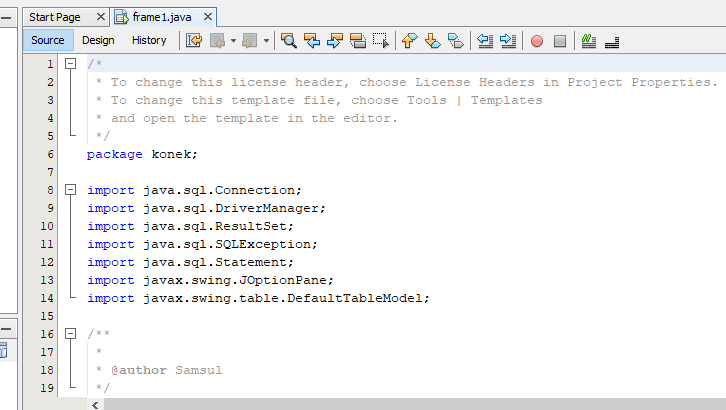 Start Page
frame1.java
Source Design History
1 /*
2 * To change this license header, choose License Headers in Project Properties.
3 * To change this template file, choose Tools | Templates
4 * and open the template in the editor.
5 */
6 package konek;
7
8 import java.sql.Connection;
9 import java.sql.DriverManager;
10 import java.sql.ResultSet;
11 import java.sql.SQLException;
12 import java.sql.Statement;
13 import javax.swing.JOptionPane;
14 import javax.swing.table.DefaultTableModel;
15
16 /**
17 *
18 * @author Samsul
19 */